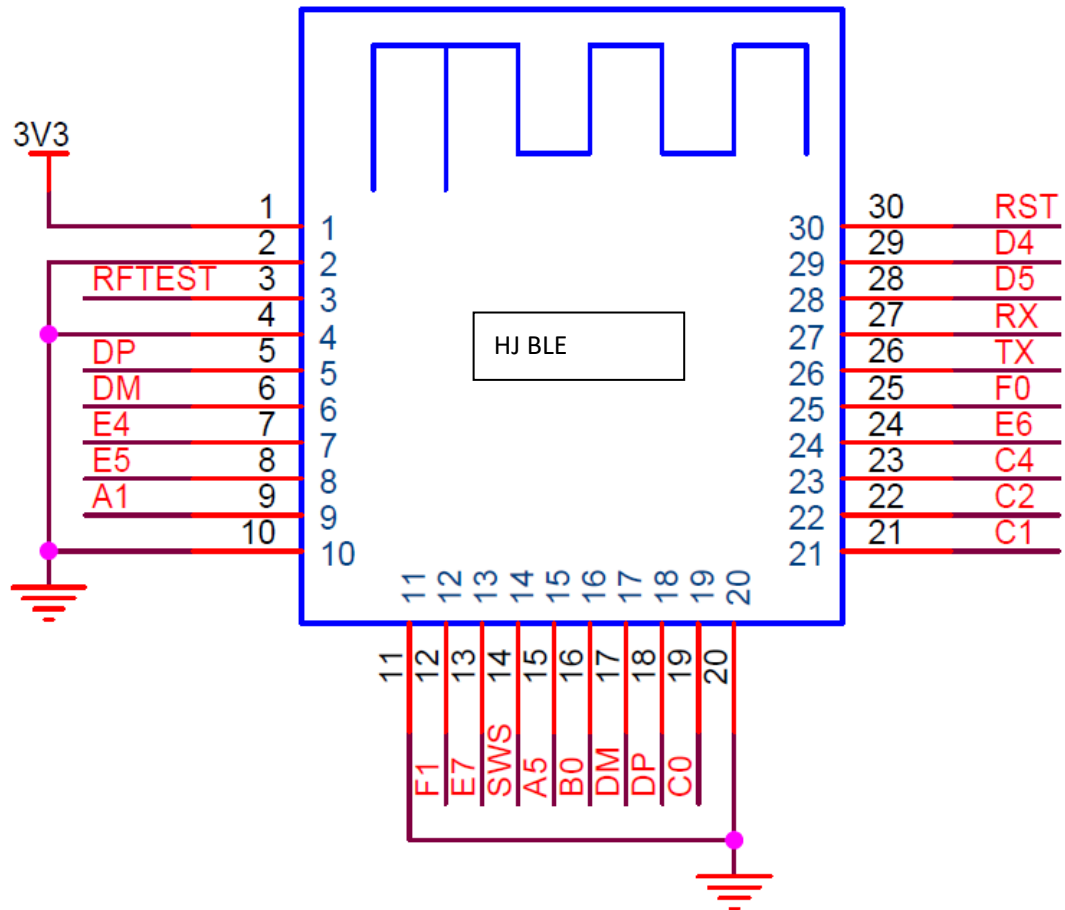 3V3
1 1
2 2
RFTEST 3 3
4 4
DP 5 5
DM 6 6
E4 7 7
E5 8 8
A1 9 9
10 10
HJ BLE
30 30 RST
29 29 D4
28 28 D5
27 27 RX
26 26 TX
25 25 F0
24 24 E6
23 23 C4
22 22 C2
21 21 C1
11 12 13 14 15 16 17 18 19 20
11 12 13 14 15 16 17 18 19 20
F1 E7 SWS A5 B0 DM DP C0